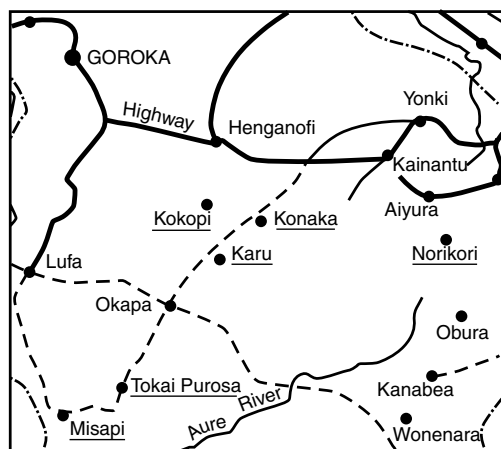 GOROKA
Highway
Yonki
Henganofi
Kainantu
Aiyura
Kokopi
Konaka
Norikori
Karu
Lufa
Okapa
Obura
Tokai Purosa
Kanabea
Aure River
Misapi
Wonenara